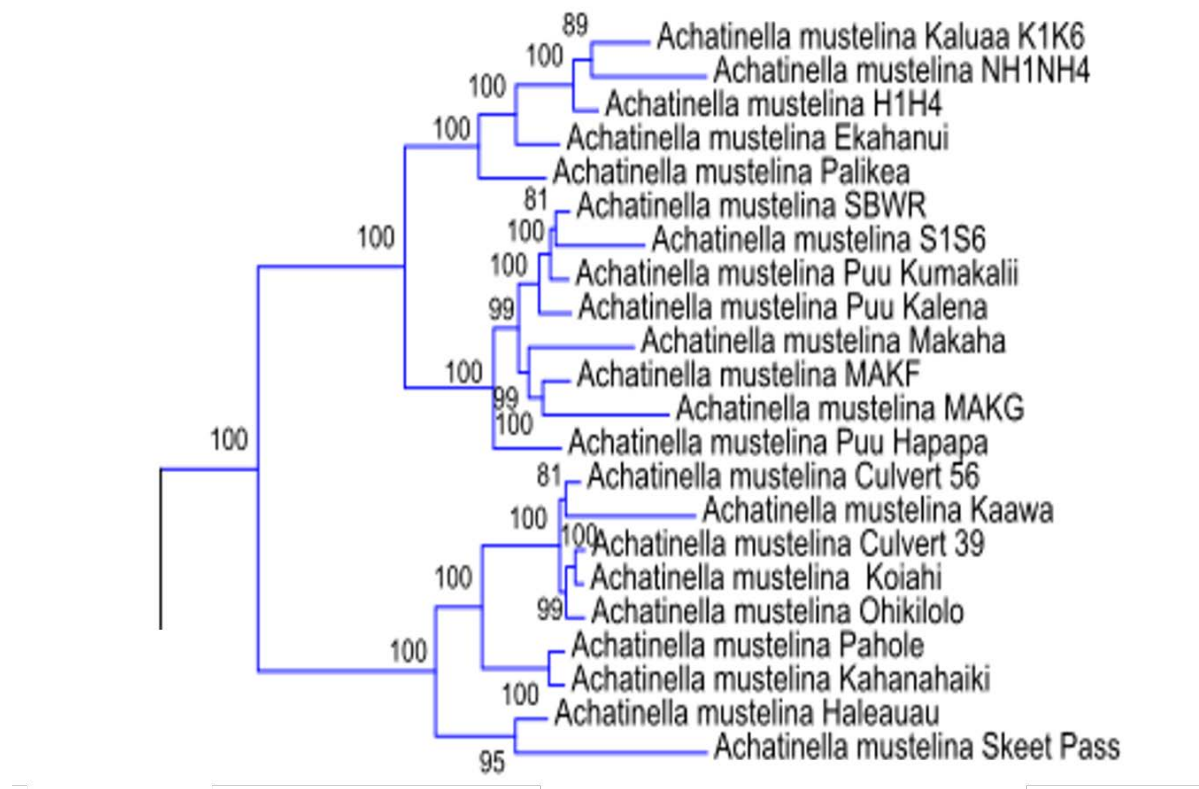 89
Achatinella mustelina Kaluaa K1K6
100
Achatinella mustelina NH1NH4
100
Achatinella mustelina H1H4
100
Achatinella mustelina Ekahanui
Achatinella mustelina Palikea
81
Achatinella mustelina SBWR
100
100
Achatinella mustelina S1S6
100
Achatinella mustelina Puu Kumakalii
99
Achatinella mustelina Puu Kalena
Achatinella mustelina Makaha
100
Achatinella mustelina MAKF
99
Achatinella mustelina MAKG
100
100
Achatinella mustelina Puu Hapapa
81
Achatinella mustelina Culvert 56
Achatinella mustelina Kaawa
100
100
Achatinella mustelina Culvert 39
100
Achatinella mustelina  Koiahi
99
Achatinella mustelina Ohikilolo
100
Achatinella mustelina Pahole
Achatinella mustelina Kahanahaiki
100
Achatinella mustelina Haleauau
Achatinella mustelina Skeet Pass
95